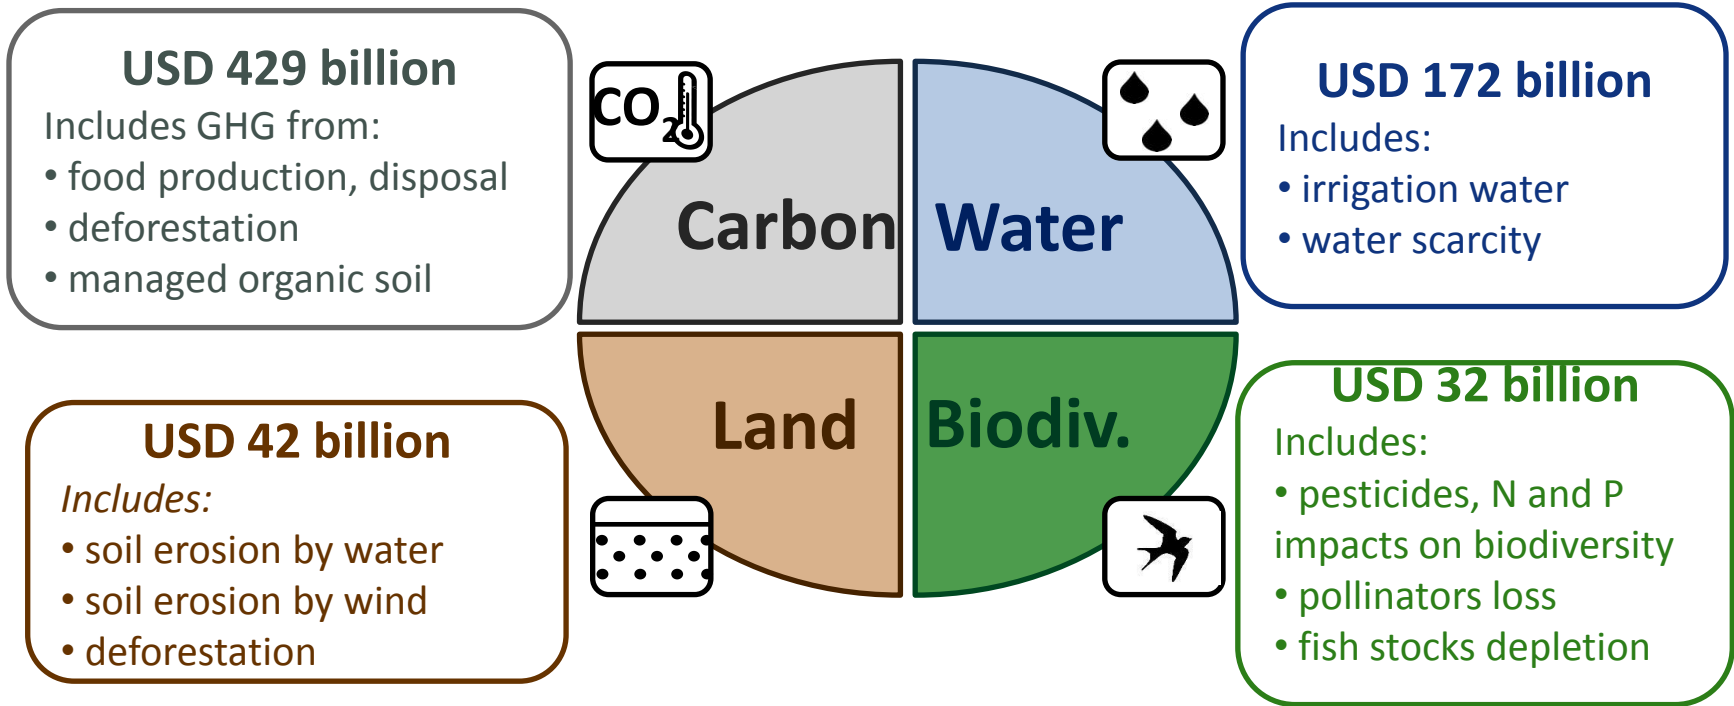 USD 429 billion
Includes GHG from:
• food production, disposal
• deforestation
• managed organic soil
CO₂
Carbon
Water
USD 172 billion
Includes:
• irrigation water
• water scarcity
USD 42 billion
Includes:
• soil erosion by water
• soil erosion by wind
• deforestation
Land
Biodiv.
USD 32 billion
Includes:
• pesticides, N and P
impacts on biodiversity
• pollinators loss
• fish stocks depletion